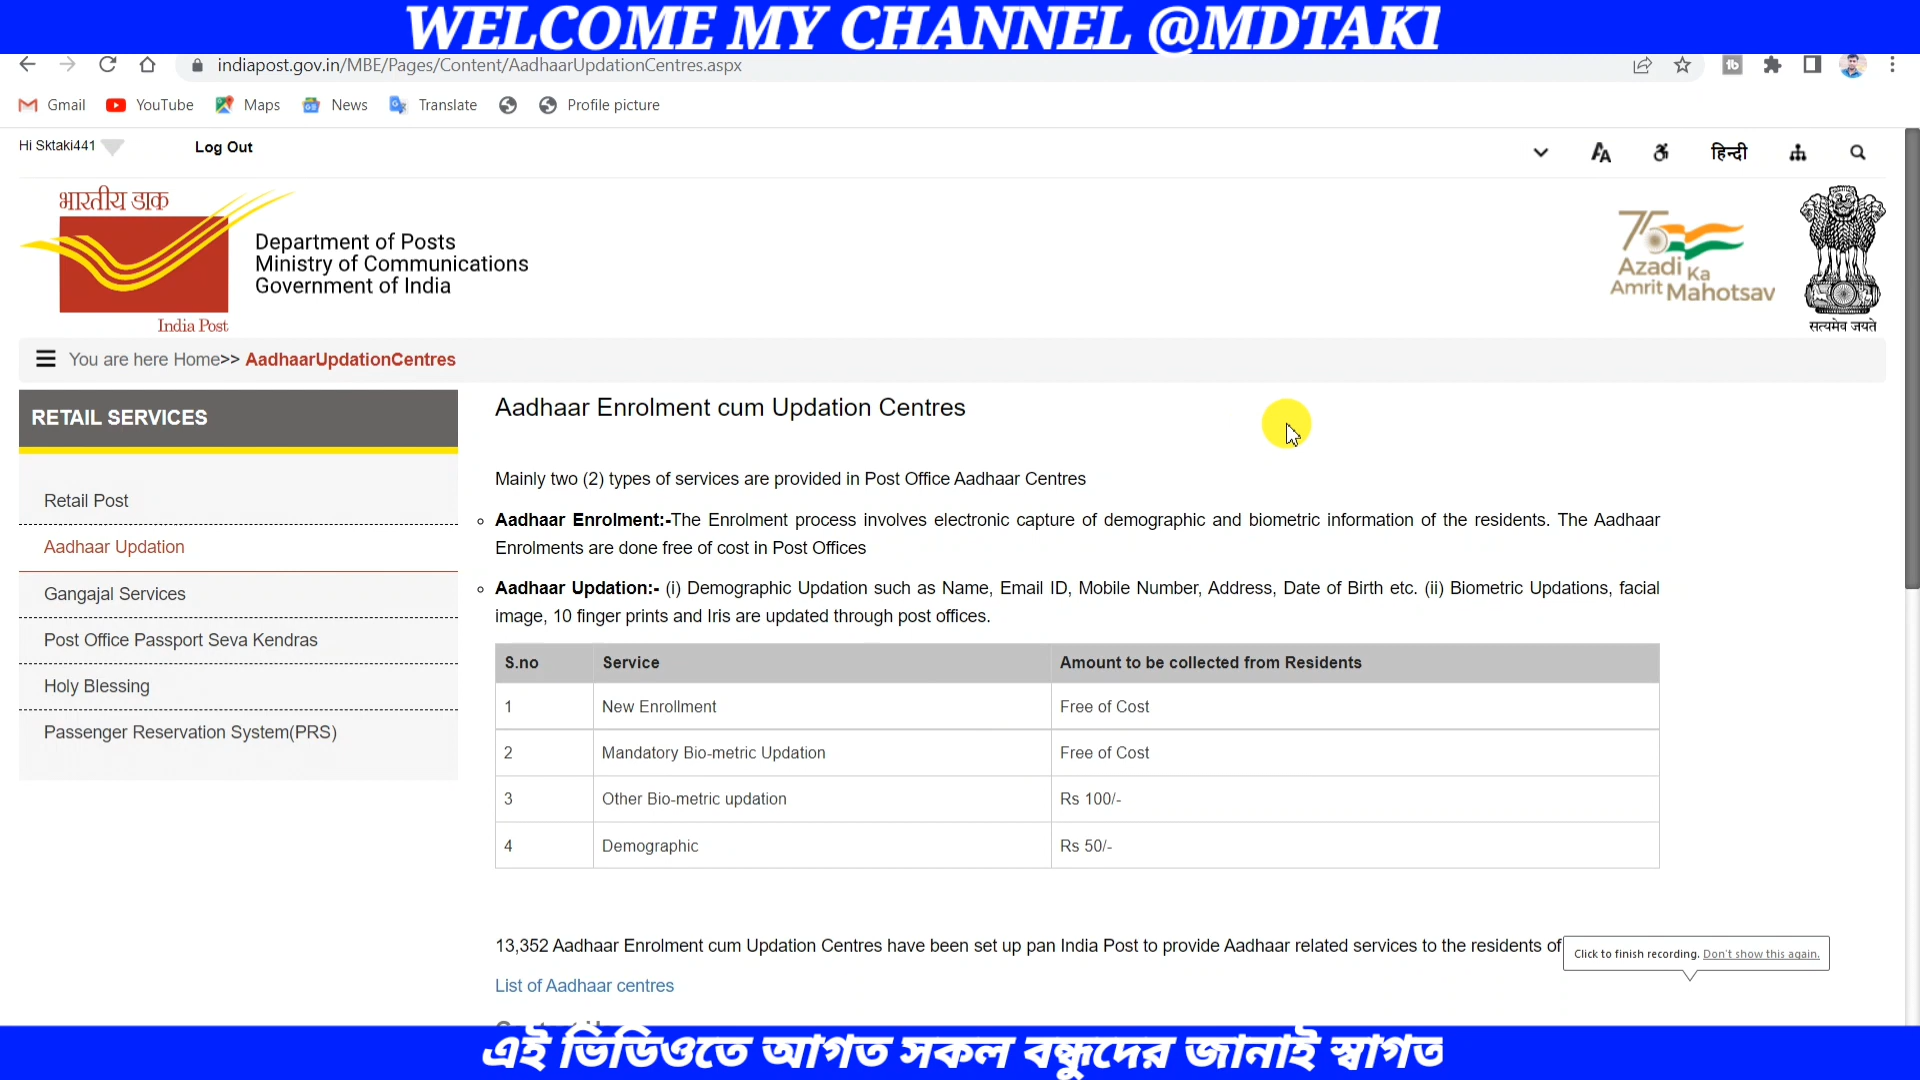 WELCOME MY CHANNEL @MDTAKI
indiapost.gov.in/MBE/Pages/Content/AadhaarUpdationCentres.aspx
Gmail YouTube Maps News Translate Profile picture
Hi Sktaki441 Log Out
हिन्दी
भारतीय डाक
India Post
Department of Posts
Ministry of Communications
Government of India
75
Azadi Ka
Amrit Mahotsav
सत्यमेव जयते
You are here Home>> AadhaarUpdationCentres
RETAIL SERVICES
Retail Post
Aadhaar Updation
Gangajal Services
Post Office Passport Seva Kendras
Holy Blessing
Passenger Reservation System(PRS)
Aadhaar Enrolment cum Updation Centres
Mainly two (2) types of services are provided in Post Office Aadhaar Centres
Aadhaar Enrolment:-The Enrolment process involves electronic capture of demographic and biometric information of the residents. The Aadhaar
Enrolments are done free of cost in Post Offices
Aadhaar Updation:- (i) Demographic Updation such as Name, Email ID, Mobile Number, Address, Date of Birth etc. (ii) Biometric Updations, facial
image, 10 finger prints and Iris are updated through post offices.
S.no Service Amount to be collected from Residents
1 New Enrollment Free of Cost
2 Mandatory Bio-metric Updation Free of Cost
3 Other Bio-metric updation Rs 100/-
4 Demographic Rs 50/-
13,352 Aadhaar Enrolment cum Updation Centres have been set up pan India Post to provide Aadhaar related services to the residents of
Click to finish recording. Don't show this again.
List of Aadhaar centres
এই ভিডিওতে আগত সকল বন্ধুদের জানাই স্বাগত